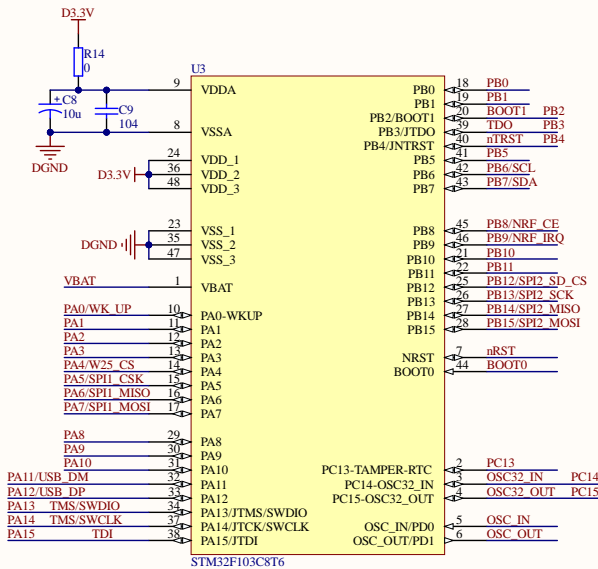 D3.3V
R14
0
C8
10u
C9
104
DGND
U3
9 VDDA
8 VSSA
D3.3V
24 VDD_1
36 VDD_2
48 VDD_3
DGND
23 VSS_1
35 VSS_2
47 VSS_3
VBAT 1 VBAT
PA0/WK_UP 10 PA0-WKUP
PA1 11 PA1
PA2 12 PA2
PA3 13 PA3
PA4/W25_CS 14 PA4
PA5/SPI1_CSK 15 PA5
PA6/SPI1_MISO 16 PA6
PA7/SPI1_MOSI 17 PA7
PA8 29 PA8
PA9 30 PA9
PA10 31 PA10
PA11/USB_DM 32 PA11
PA12/USB_DP 33 PA12
PA13 TMS/SWDIO 34 PA13/JTMS/SWDIO
PA14 TMS/SWCLK 37 PA14/JTCK/SWCLK
PA15 TDI 38 PA15/JTDI
PB0 18 PB0
PB1 19 PB1
PB2/BOOT1 20 BOOT1 PB2
PB3/JTDO 39 TDO PB3
PB4/JNTRST 40 nTRST PB4
PB5 41 PB5
PB6 42 PB6/SCL
PB7 43 PB7/SDA
PB8 45 PB8/NRF_CE
PB9 46 PB9/NRF_IRQ
PB10 21 PB10
PB11 22 PB11
PB12 25 PB12/SPI2_SD_CS
PB13 26 PB13/SPI2_SCK
PB14 27 PB14/SPI2_MISO
PB15 28 PB15/SPI2_MOSI
NRST 7 nRST
BOOT0 44 BOOT0
PC13-TAMPER-RTC 2 PC13
PC14-OSC32_IN 3 OSC32_IN PC14
PC15-OSC32_OUT 4 OSC32_OUT PC15
OSC_IN/PD0 5 OSC_IN
OSC_OUT/PD1 6 OSC_OUT
STM32F103C8T6